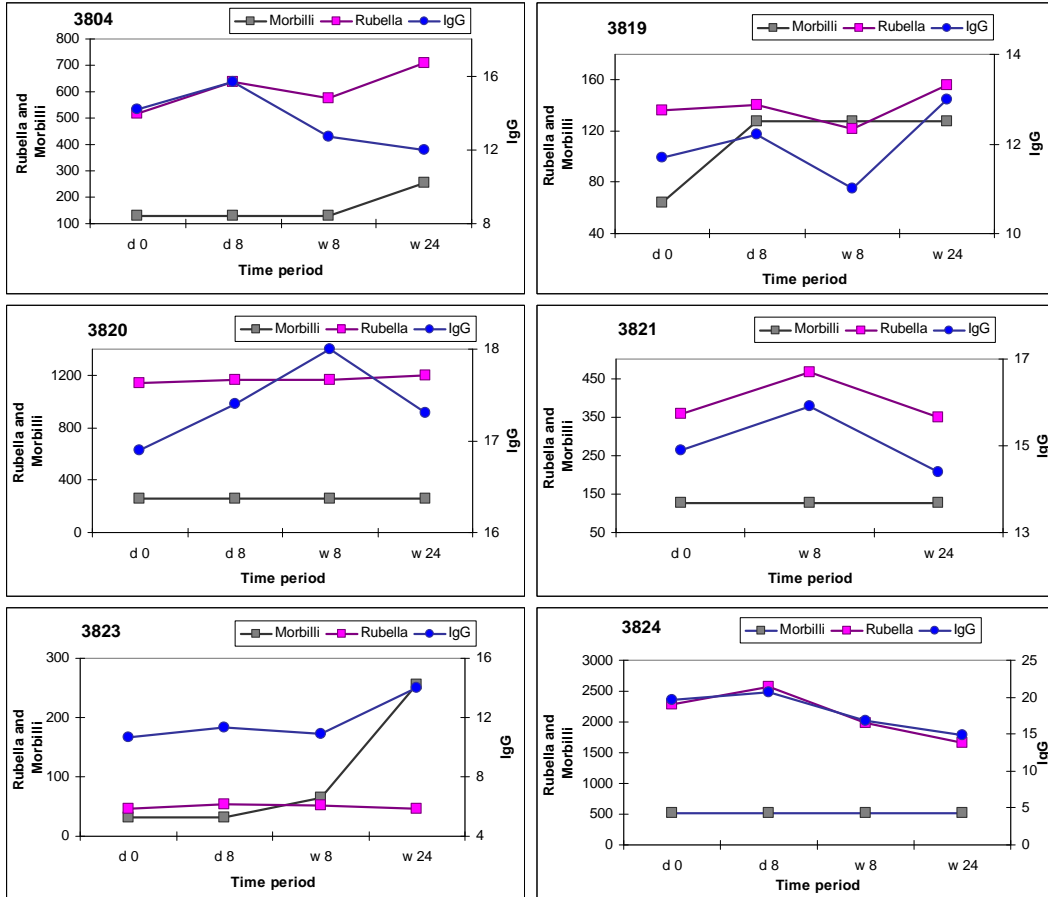 3804
Morbilli Rubella IgG
800
700
600
500
400
300
200
100
16
12
8
Rubella and
Morbilli
IgG
d 0 d 8 w 8 w 24
Time period
3819
Morbilli Rubella IgG
160
120
80
40
14
12
10
Rubella and
Morbilli
IgG
d 0 d 8 w 8 w 24
Time period
3820
Morbilli Rubella IgG
1200
800
400
0
18
17
16
Rubella and
Morbilli
IgG
d 0 d 8 w 8 w 24
Time period
3821
Morbilli Rubella IgG
450
350
250
150
50
17
15
13
Rubella and
Morbilli
IgG
d 0 w 8 w 24
Time period
3823
Morbilli Rubella IgG
300
200
100
0
16
12
8
4
Rubella and
Morbilli
IgG
d 0 d 8 w 8 w 24
Time period
3824
Morbilli Rubella IgG
3000
2500
2000
1500
1000
500
0
25
20
15
10
5
0
Rubella and
Morbilli
IgG
d 0 d 8 w 8 w 24
Time period